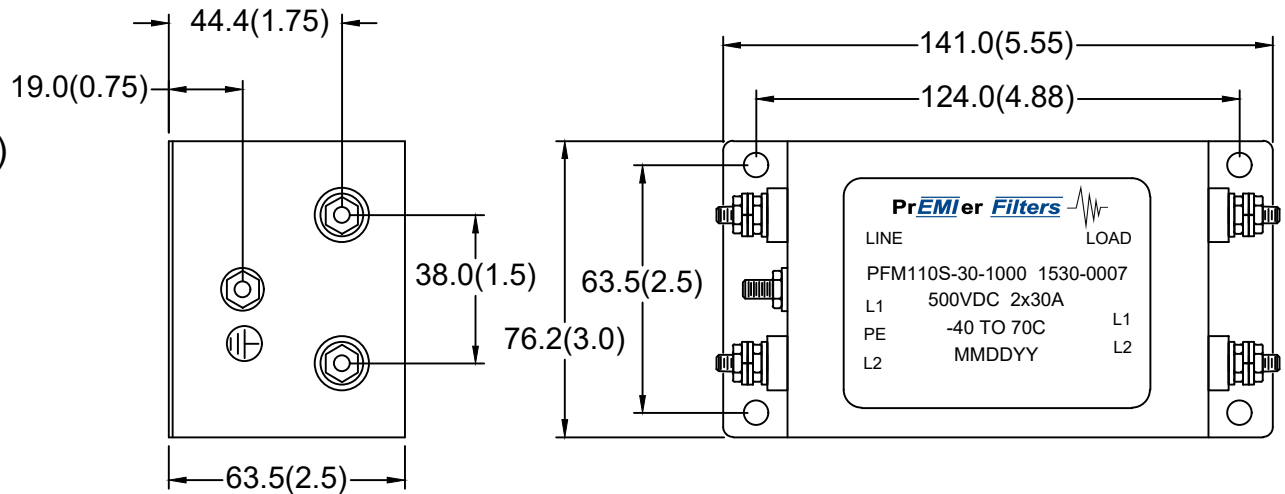 44.4(1.75)
19.0(0.75)
)
38.0(1.5)
63.5(2.5)
141.0(5.55)
124.0(4.88)
63.5(2.5)
76.2(3.0)
PrEMIer Filters
LINE LOAD
PFM110S-30-1000 1530-0007
L1 500VDC 2x30A L1
PE -40 TO 70C
L2 MMDDYY L2